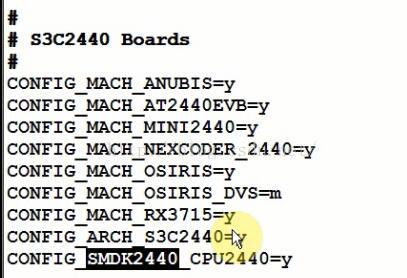 #
# S3C2440 Boards
#
CONFIG_MACH_ANUBIS=y
CONFIG_MACH_AT2440EVB=y
CONFIG_MACH_MINI2440=y
CONFIG_MACH_NEXCODER_2440=y
CONFIG_MACH_OSIRIS=y
CONFIG_MACH_OSIRIS_DVS=m
CONFIG_MACH_RX3715=y
CONFIG_ARCH_S3C2440=y
CONFIG_SMDK2440_CPU2440=y